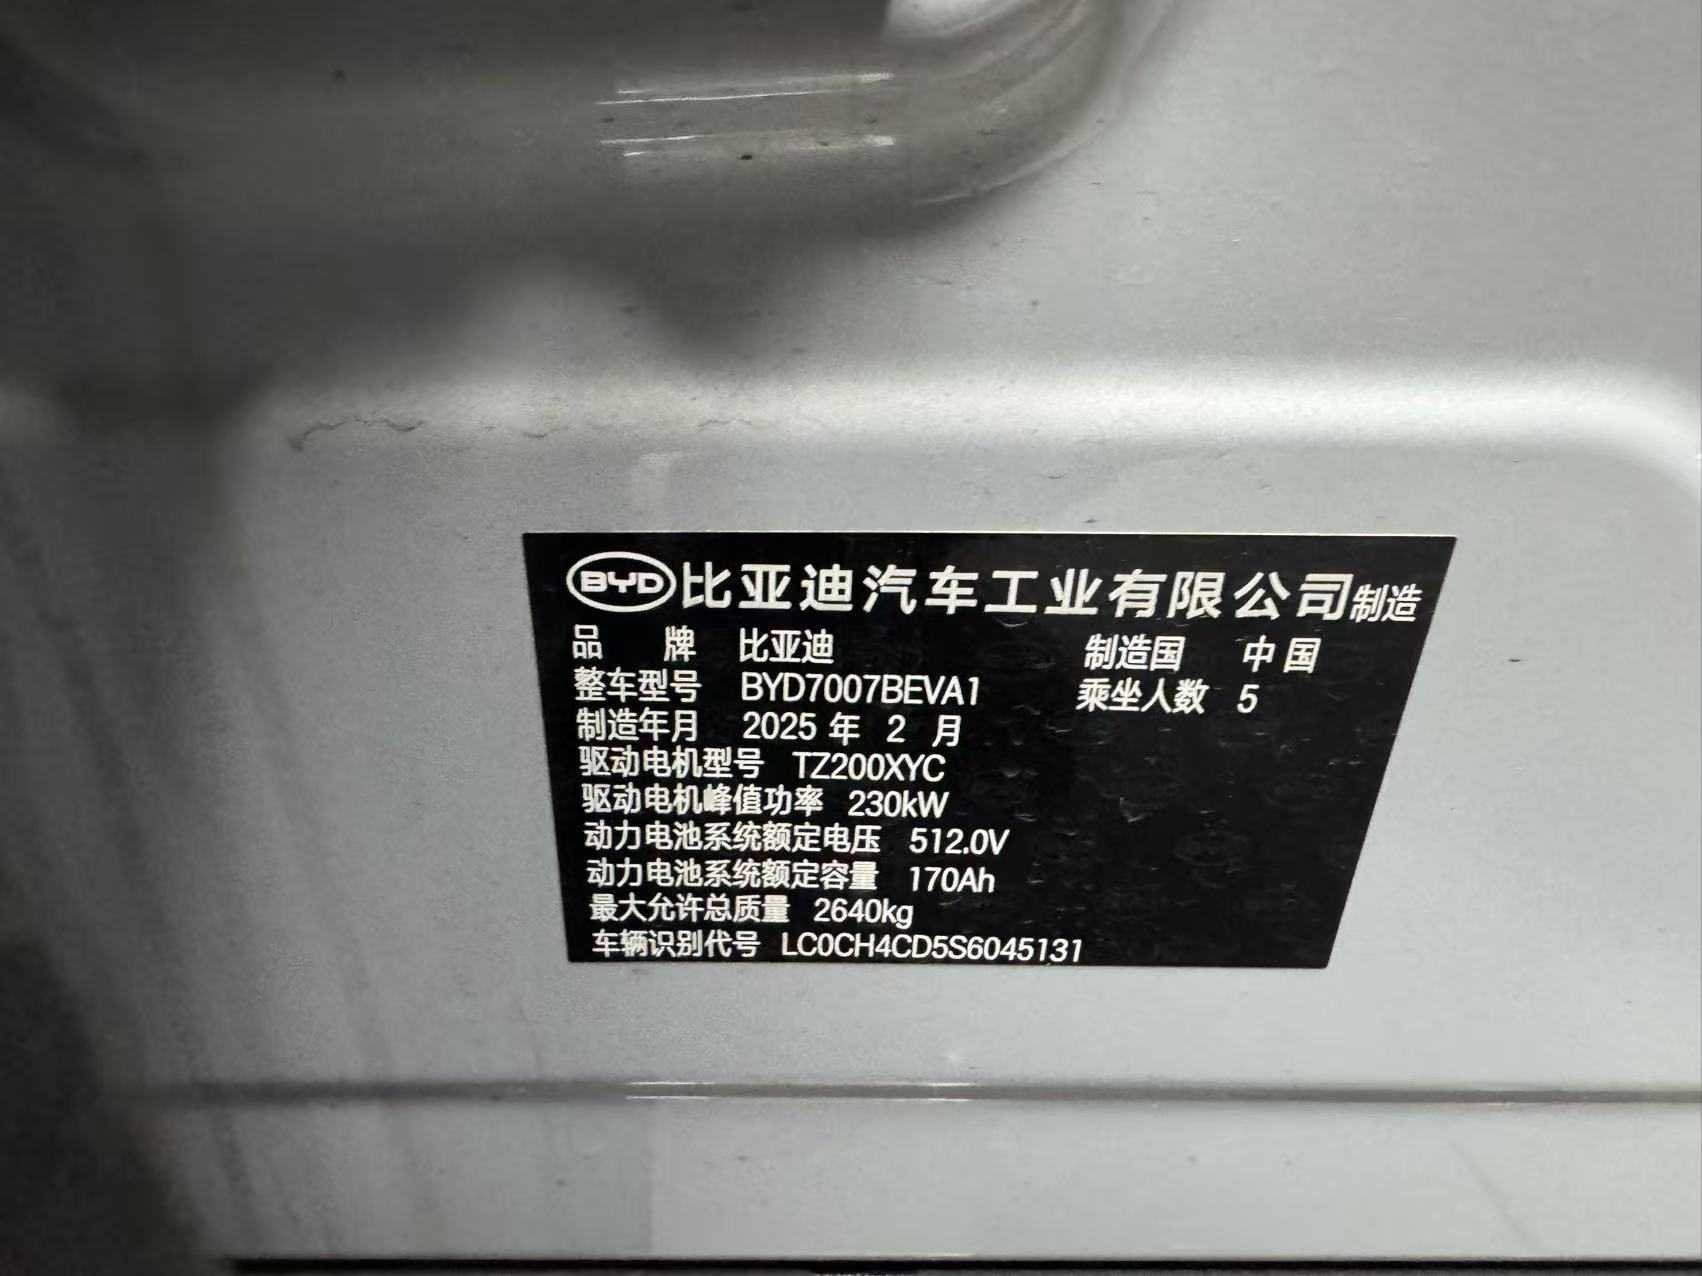 BYD 比亚迪汽车工业有限公司制造
品 牌 比亚迪 制造国 中国
整车型号 BYD7007BEVA1 乘坐人数 5
制造年月 2025 年 2 月
驱动电机型号 TZ200XYC
驱动电机峰值功率 230kW
动力电池系统额定电压 512.0V
动力电池系统额定容量 170Ah
最大允许总质量 2640kg
车辆识别代号 LC0CH4CD5S6045131